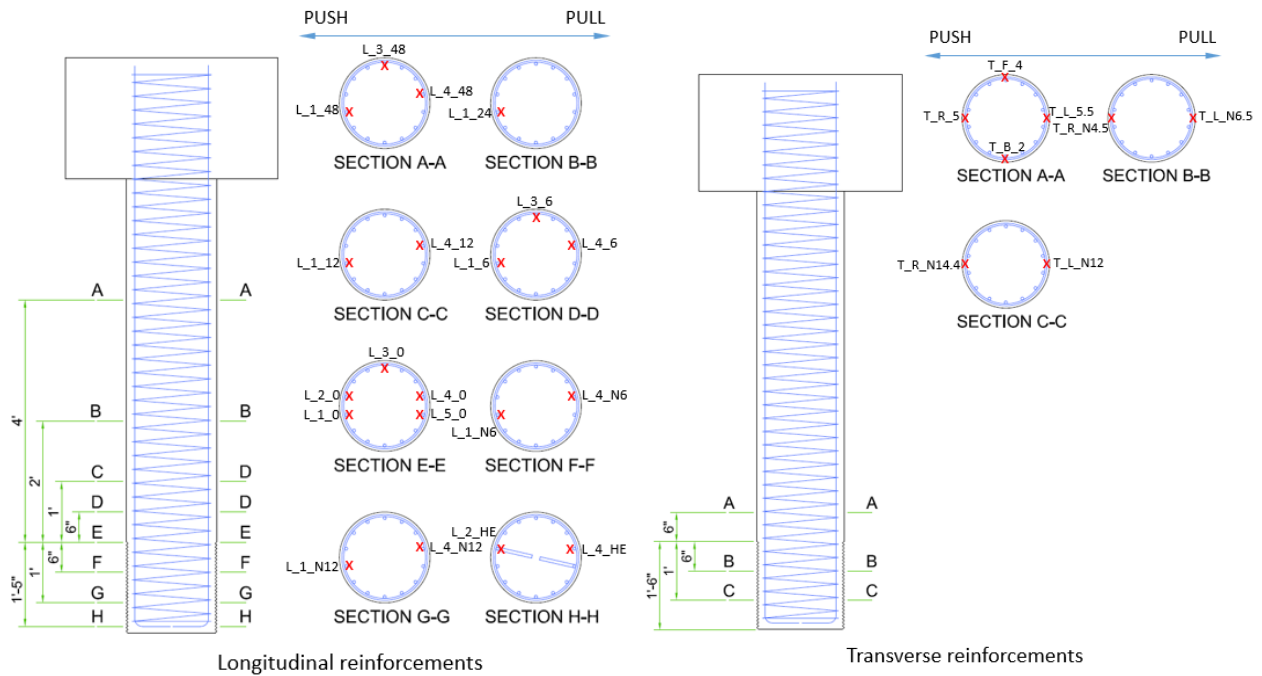 PUSH PULL
L_3_48
L_4_48
L_1_48 L_1_24
SECTION A-A SECTION B-B
L_3_6
L_4_12 L_4_6
L_1_12 L_1_6
SECTION C-C SECTION D-D
L_3_0
L_2_0 L_4_0 L_4_N6
L_1_0 L_5_0
L_1_N6
SECTION E-E SECTION F-F
L_2_HE
L_4_N12 L_4_HE
L_1_N12
SECTION G-G SECTION H-H
A A
B B
C D
D D
E E
F F
G G
H H
4'
2'
1'
6"
6"
1'
1'-5"
Longitudinal reinforcements
PUSH PULL
T_F_4
T_R_5 T_L_5.5 T_L_N6.5
T_R_N4.5
T_B_2
SECTION A-A SECTION B-B
T_R_N14.4 T_L_N12
SECTION C-C
A A
B B
C C
6"
6"
1'
1'-6"
Transverse reinforcements